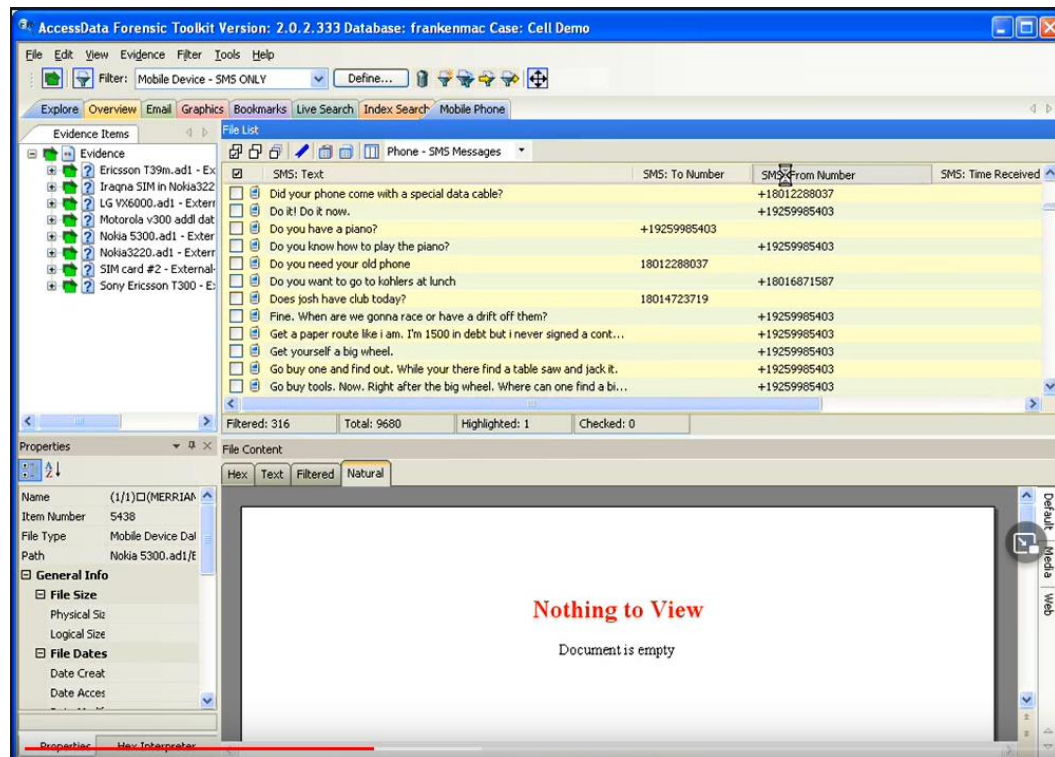 AccessData Forensic Toolkit Version: 2.0.2.333 Database: frankenmac Case: Cell Demo
File Edit View Evidence Filter Tools Help
Filter: Mobile Device - SMS ONLY Define...
Explore Overview Email Graphics Bookmarks Live Search Index Search Mobile Phone
Evidence Items
Evidence
Ericsson T39m.ad1 - Ex
Iraqna SIM in Nokia322
LG VX6000.ad1 - Extern
Motorola v300 addl dat
Nokia 5300.ad1 - Exter
Nokia3220.ad1 - Extern
SIM card #2 - External-
Sony Ericsson T300 - E
File List
Phone - SMS Messages
SMS: Text SMS: To Number SMS: From Number SMS: Time Received
Did your phone come with a special data cable? +18012288037
Do it! Do it now. +19259985403
Do you have a piano? +19259985403
Do you know how to play the piano? +19259985403
Do you need your old phone 18012288037
Do you want to go to kohlers at lunch +18016871587
Does josh have club today? 18014723719
Fine. When are we gonna race or have a drift off them? +19259985403
Get a paper route like i am. I'm 1500 in debt but i never signed a cont... +19259985403
Get yourself a big wheel. +19259985403
Go buy one and find out. While your there find a table saw and jack it. +19259985403
Go buy tools. Now. Right after the big wheel. Where can one find a bi... +19259985403
Filtered: 316 Total: 9680 Highlighted: 1 Checked: 0
Properties
Name (1/1)□(MERRIAN
Item Number 5438
File Type Mobile Device Dat
Path Nokia 5300.ad1/E
General Info
File Size
Physical Siz
Logical Size
File Dates
Date Creat
Date Acces
Properties Hex Interpreter
File Content
Hex Text Filtered Natural
Nothing to View
Document is empty
Default
Media
Web